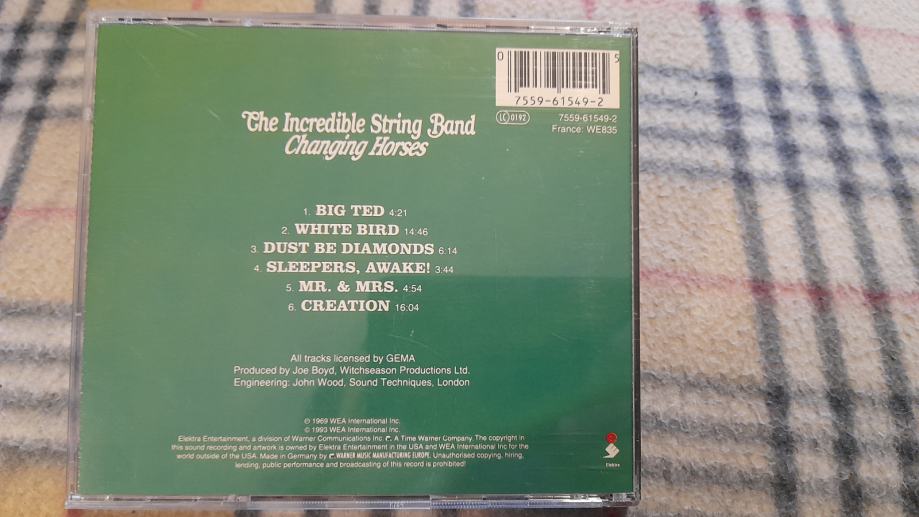 0 5
7559-61549-2
LC 0192 7559-61549-2
France: WE835
The Incredible String Band
Changing Horses
1. BIG TED 4:21
2. WHITE BIRD 14:46
3. DUST BE DIAMONDS 6:14
4. SLEEPERS, AWAKE! 3:44
5. MR. & MRS. 4:54
6. CREATION 16:04
All tracks licensed by GEMA
Produced by Joe Boyd, Witchseason Productions Ltd.
Engineering: John Wood, Sound Techniques, London
℗ 1969 WEA International Inc.
© 1993 WEA International Inc.
Elektra Entertainment, a division of Warner Communications Inc. A Time Warner Company. The copyright in
this sound recording and artwork is owned by Elektra Entertainment in the USA and WEA International Inc for the
world outside of the USA. Made in Germany by WARNER MUSIC MANUFACTURING EUROPE. Unauthorised copying, hiring,
lending, public performance and broadcasting of this record is prohibited!
Elektra